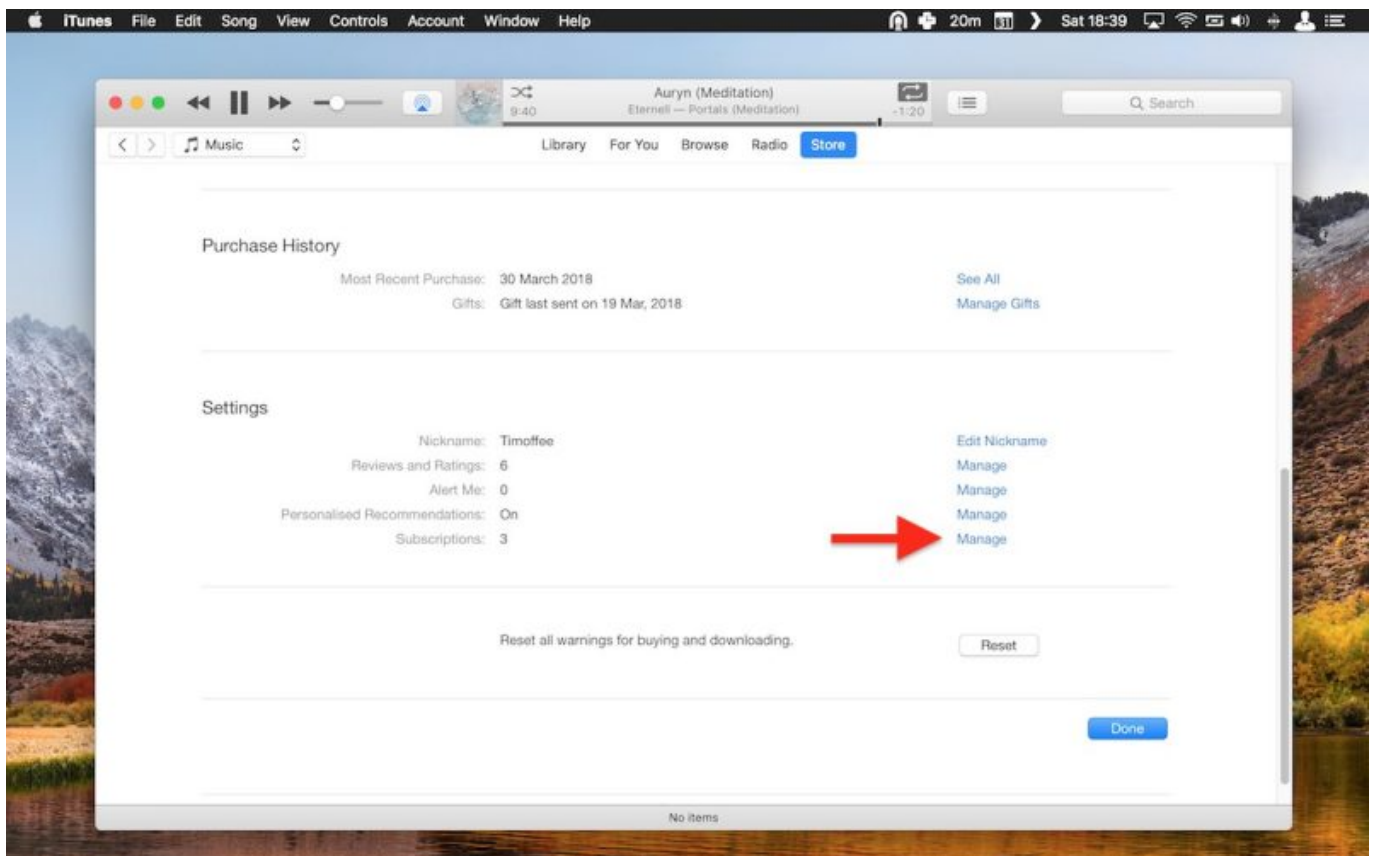 iTunes File Edit Song View Controls Account Window Help 20m 31 Sat 18:39
Auryn (Meditation)
9:40 Eternell — Portals (Meditation) -1:20
Search
Music Library For You Browse Radio Store
Purchase History
Most Recent Purchase: 30 March 2018 See All
Gifts: Gift last sent on 19 Mar, 2018 Manage Gifts
Settings
Nickname: Timoffee Edit Nickname
Reviews and Ratings: 6 Manage
Alert Me: 0 Manage
Personalised Recommendations: On Manage
Subscriptions: 3 Manage
Reset all warnings for buying and downloading. Reset
Done
No items